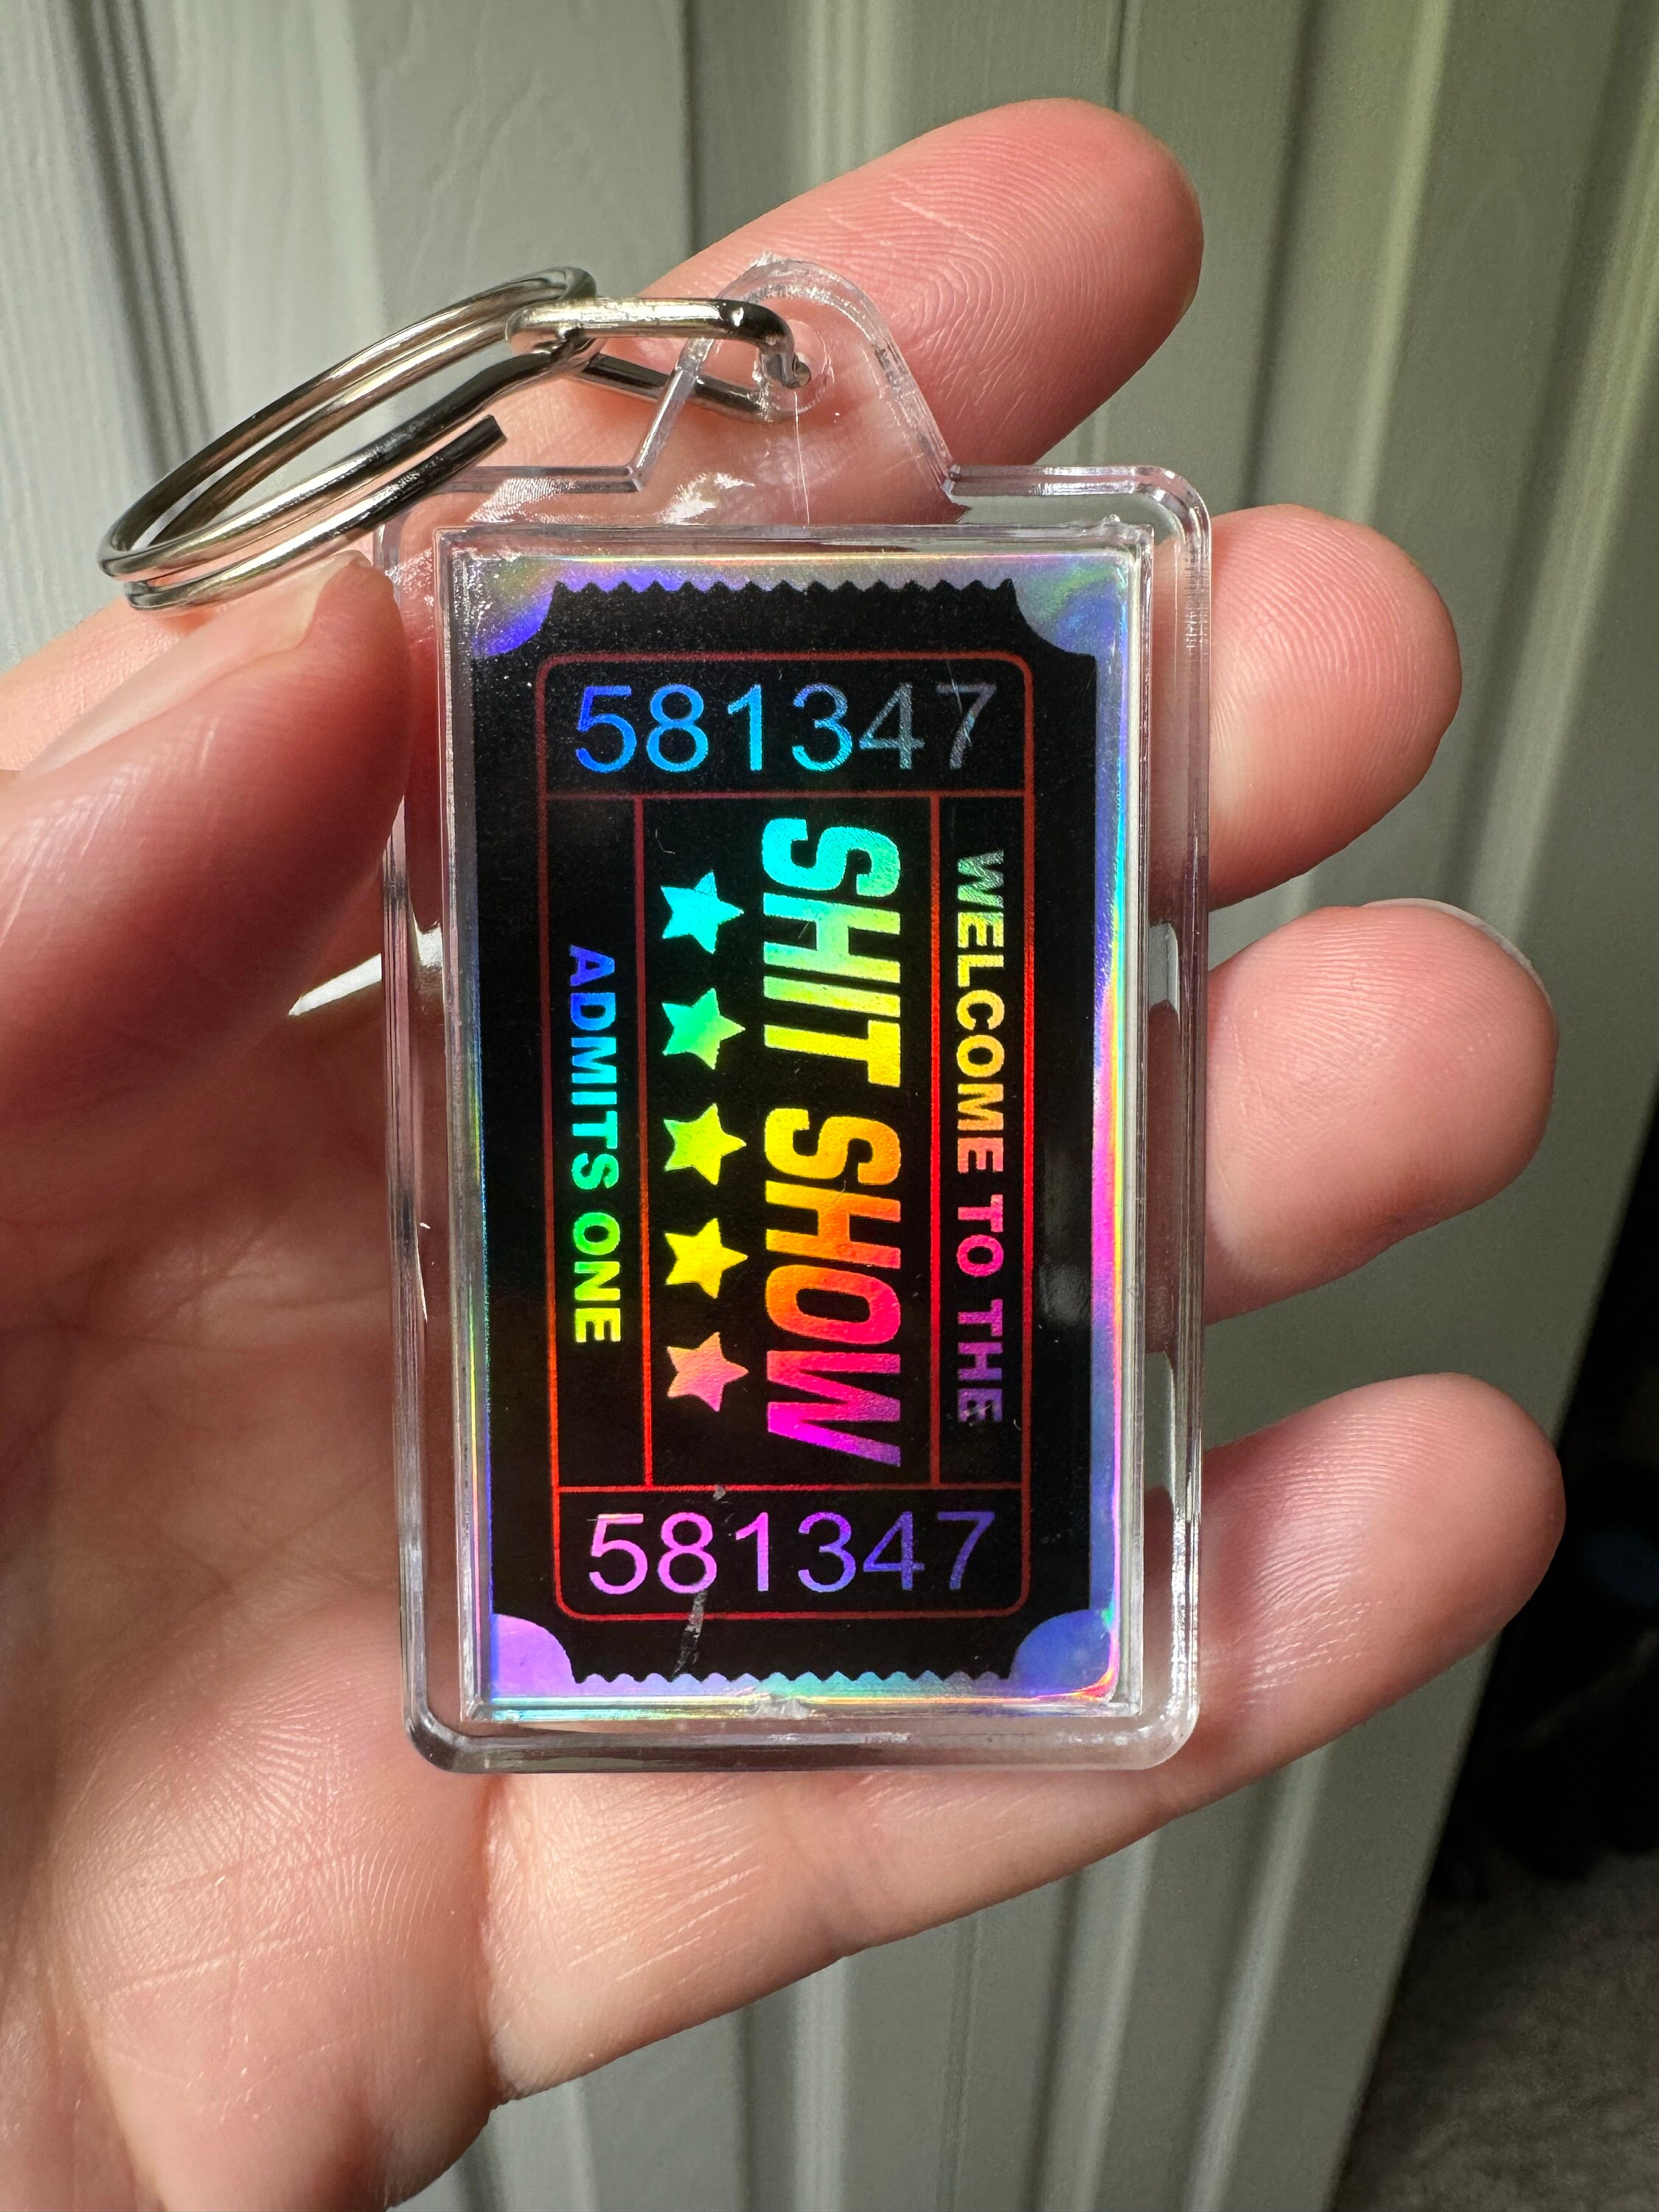 581347
WELCOME TO THE
SHIT SHOW
ADMITS ONE
581347